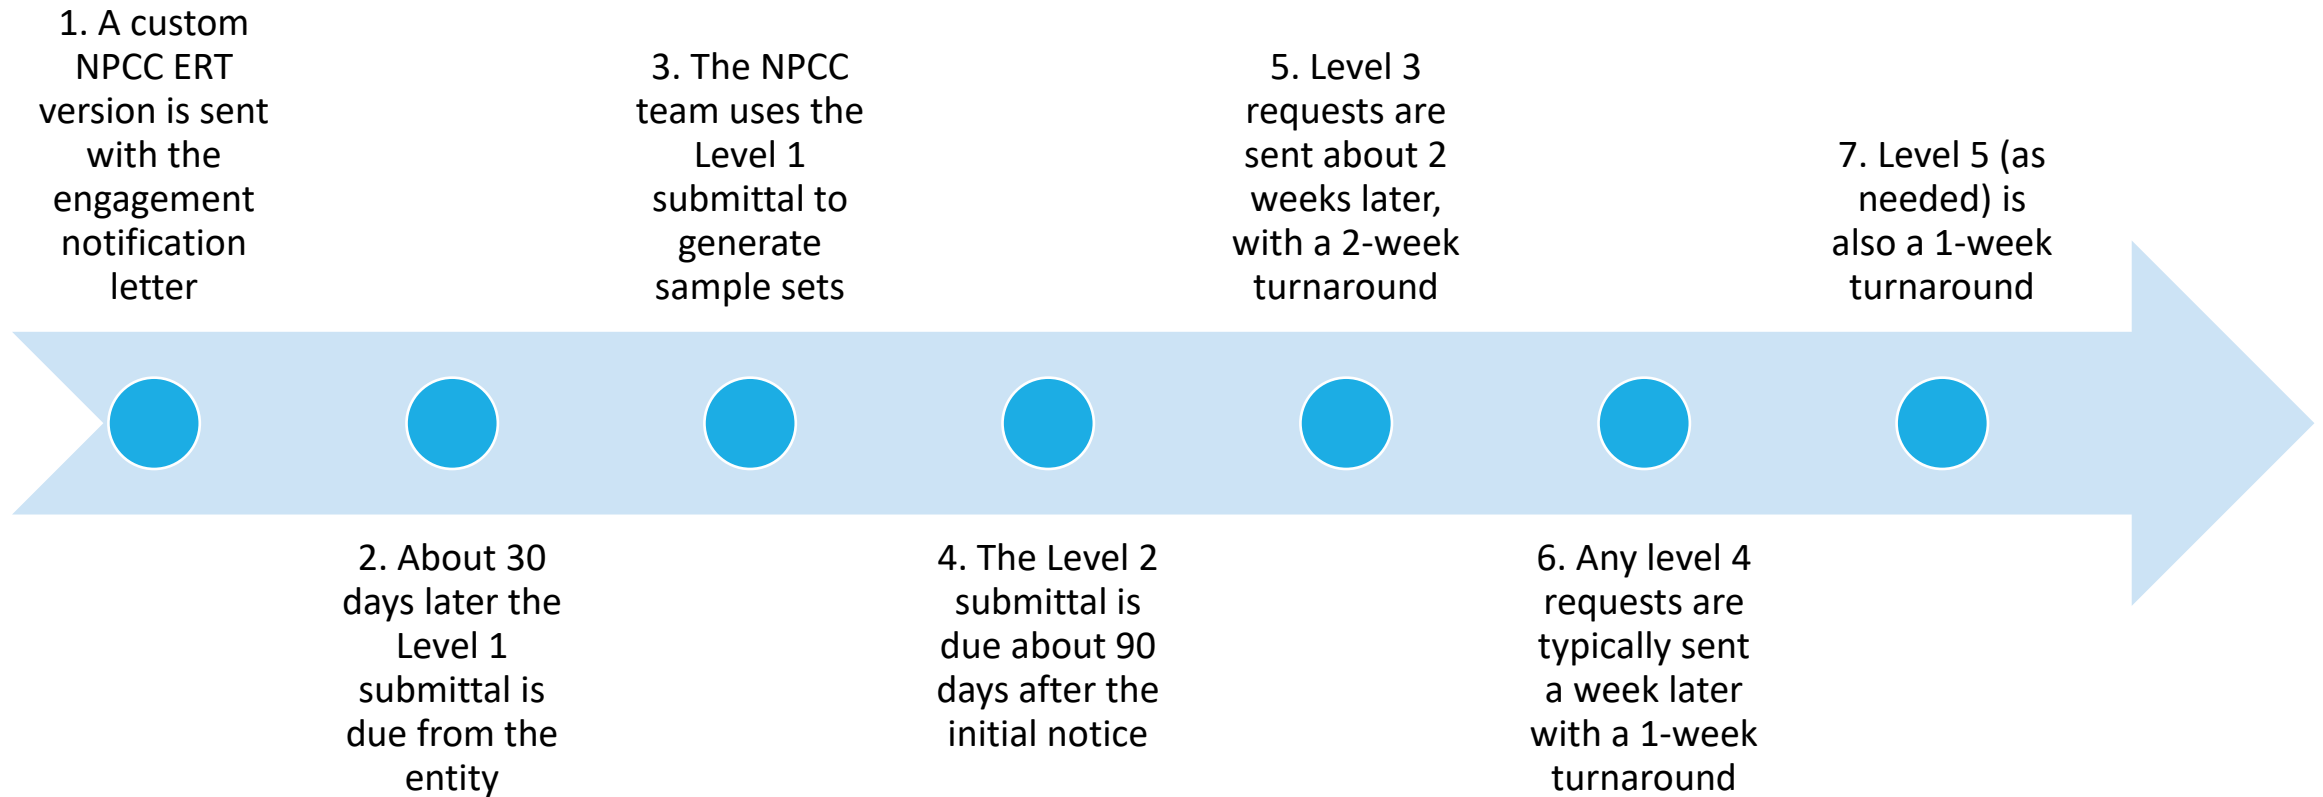 1. A custom
NPCC ERT
version is sent
with the
engagement
notification
letter
2. About 30
days later the
Level 1
submittal is
due from the
entity
3. The NPCC
team uses the
Level 1
submittal to
generate
sample sets
4. The Level 2
submittal is
due about 90
days after the
initial notice
5. Level 3
requests are
sent about 2
weeks later,
with a 2-week
turnaround
6. Any level 4
requests are
typically sent
a week later
with a 1-week
turnaround
7. Level 5 (as
needed) is
also a 1-week
turnaround